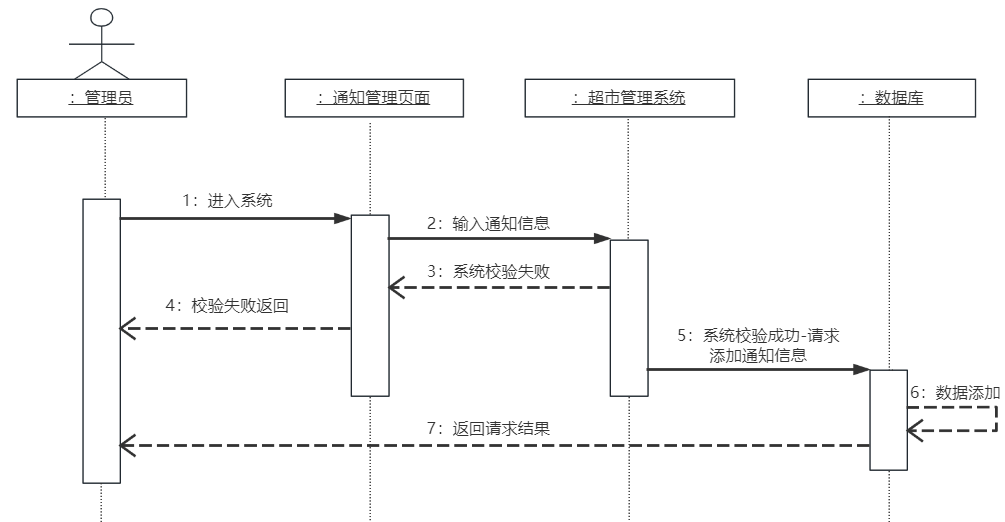 ：管理员
：通知管理页面
：超市管理系统
：数据库
1：进入系统
2：输入通知信息
3：系统校验失败
4：校验失败返回
5：系统校验成功-请求
添加通知信息
6：数据添加
7：返回请求结果